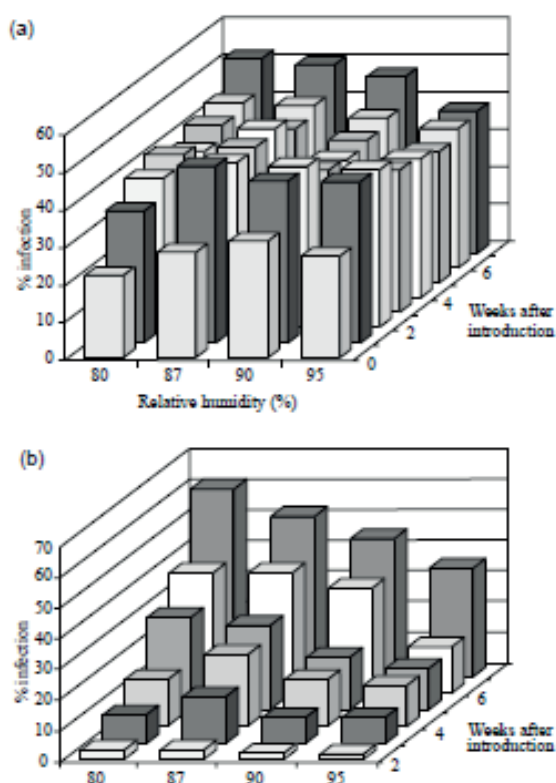 (a)
60
50
40
30
20
10
0
% infection
80 87 90 95
Relative humidity (%)
0
2
4
6
Weeks after
introduction
(b)
70
60
50
40
30
20
10
0
% infection
80 87 90 95
2
4
6
Weeks after
introduction